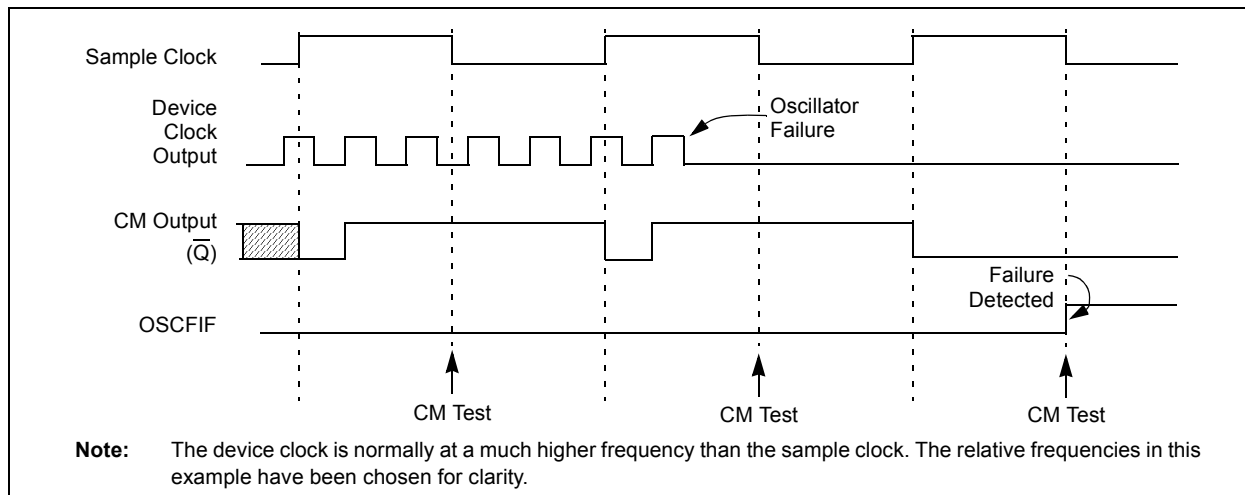 Sample Clock
Device
Clock
Output
Oscillator
Failure
CM Output
(Q̅)
Failure
Detected
OSCFIF
CM Test
CM Test
CM Test
Note: The device clock is normally at a much higher frequency than the sample clock. The relative frequencies in this
example have been chosen for clarity.